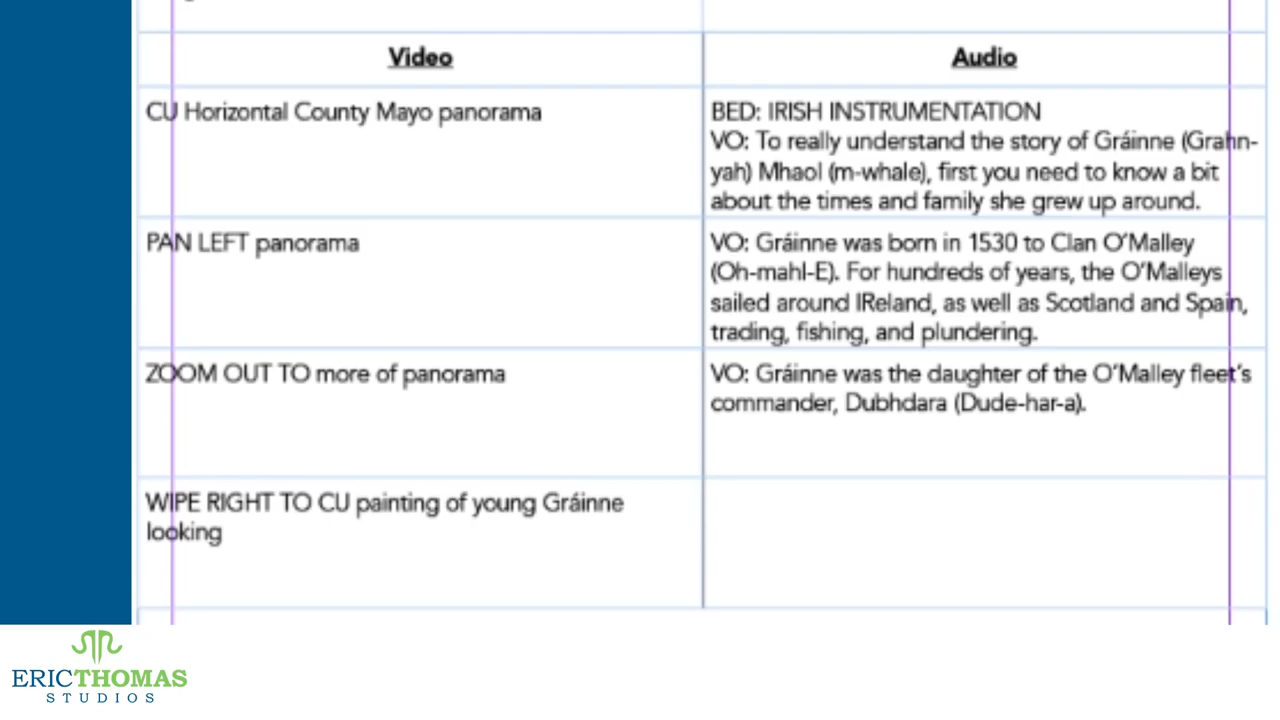 Video
Audio
CU Horizontal County Mayo panorama
BED: IRISH INSTRUMENTATION
VO: To really understand the story of Gráinne (Grahn-
yah) Mhaol (m-whale), first you need to know a bit
about the times and family she grew up around.
PAN LEFT panorama
VO: Gráinne was born in 1530 to Clan O’Malley
(Oh-mahl-E). For hundreds of years, the O’Malleys
sailed around IReland, as well as Scotland and Spain,
trading, fishing, and plundering.
ZOOM OUT TO more of panorama
VO: Gráinne was the daughter of the O’Malley fleet’s
commander, Dubhdara (Dude-har-a).
WIPE RIGHT TO CU painting of young Gráinne
looking
ERICTHOMAS
STUDIOS